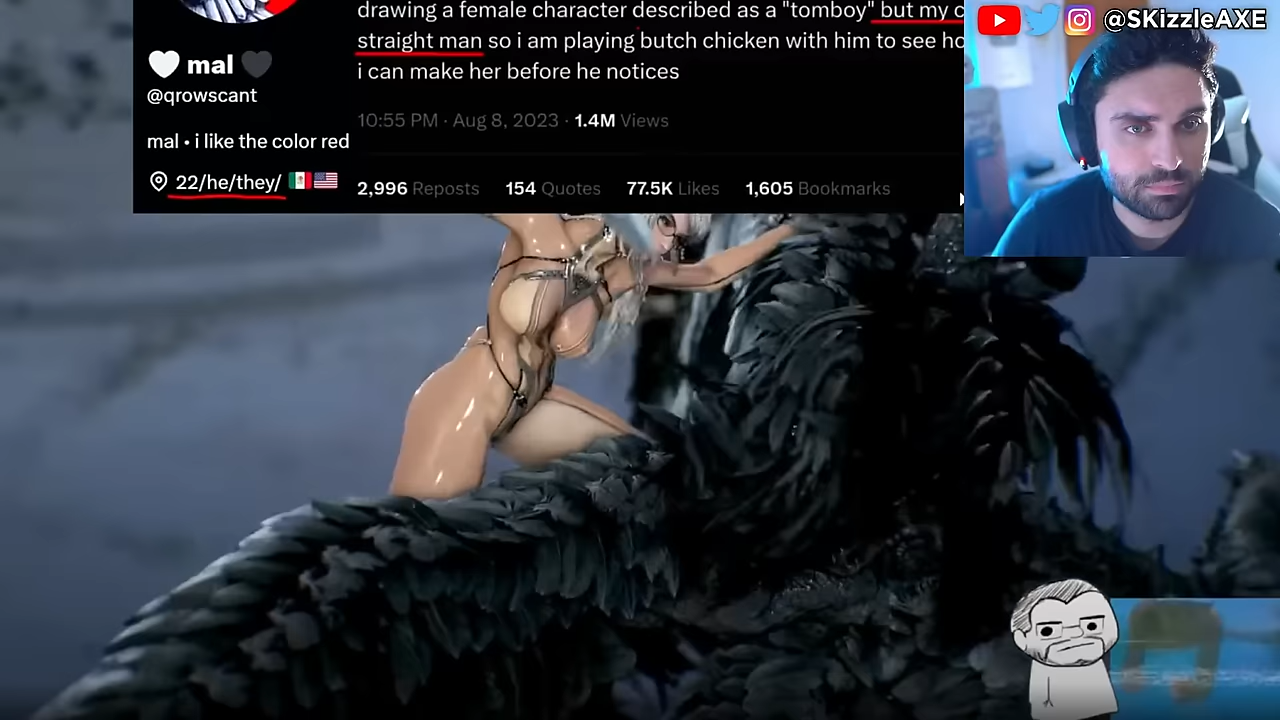 @SKizzleAXE
drawing a female character described as a "tomboy" but my c
straight man so i am playing butch chicken with him to see ho
i can make her before he notices
mal
@qrowscant
mal • i like the color red
22/he/they/
10:55 PM · Aug 8, 2023 · 1.4M Views
2,996 Reposts 154 Quotes 77.5K Likes 1,605 Bookmarks